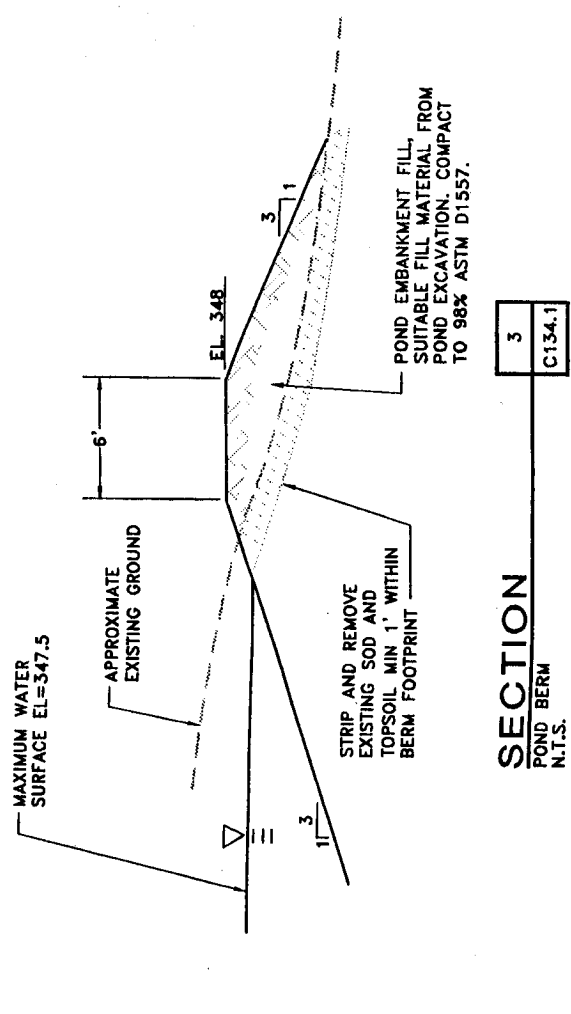 MAXIMUM WATER
SURFACE EL=347.5
APPROXIMATE
EXISTING GROUND
6'
EL. 348
3
1
3
1
STRIP AND REMOVE
EXISTING SOD AND
TOPSOIL MIN 1' WITHIN
BERM FOOTPRINT
POND EMBANKMENT FILL,
SUITABLE FILL MATERIAL FROM
POND EXCAVATION. COMPACT
TO 98% ASTM D1557.
SECTION
POND BERM
N.T.S.
3
C134.1